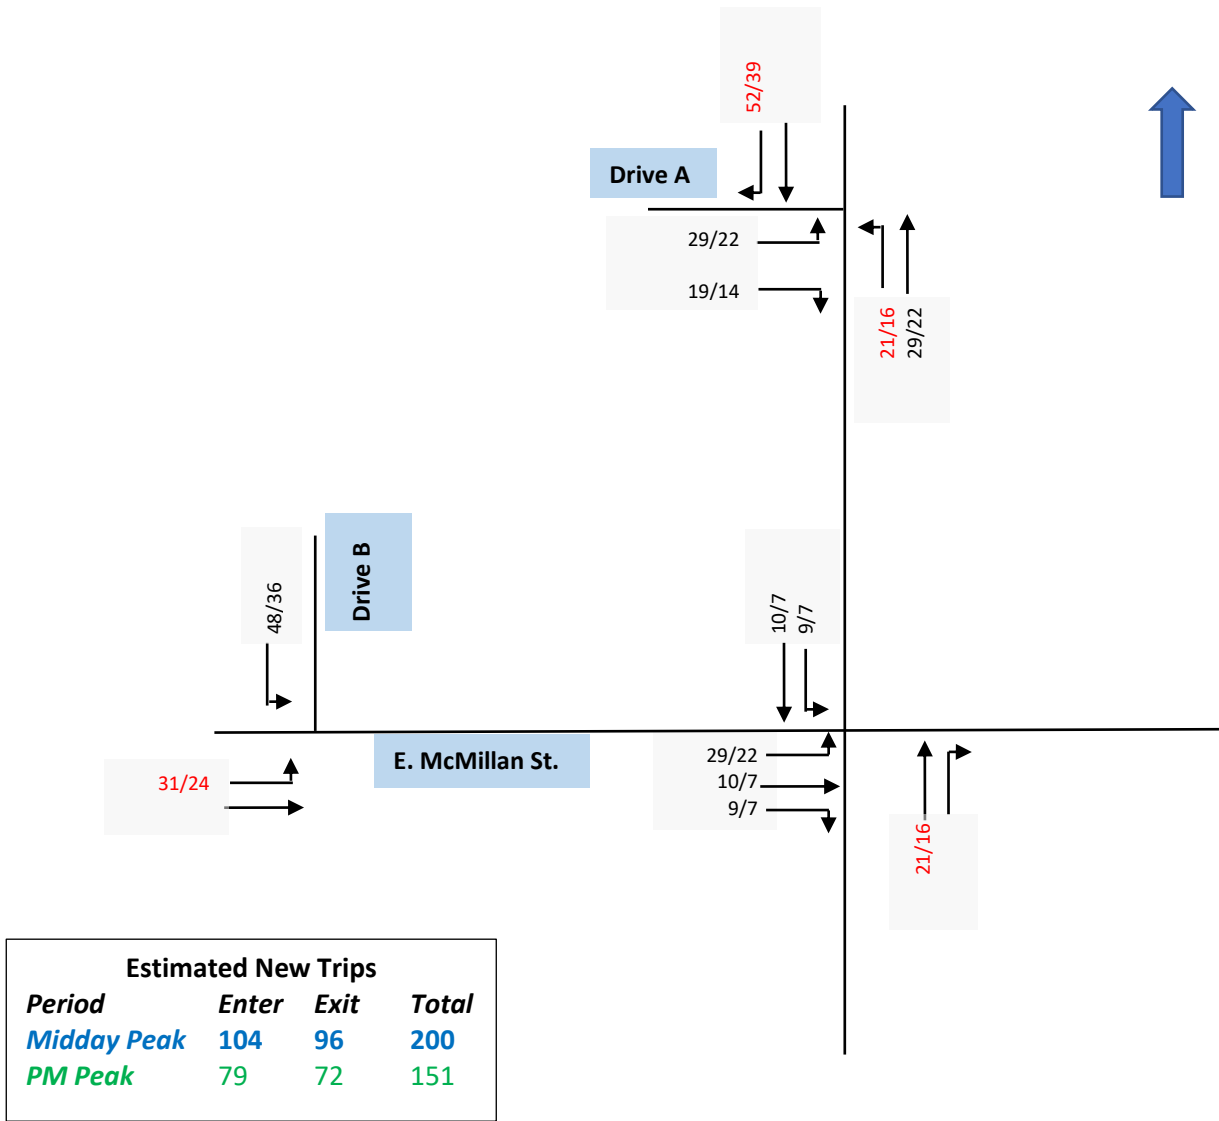 52/39
Drive A
29/22
19/14
21/16
29/22
48/36
Drive B
10/7
9/7
31/24
E. McMillan St.
29/22
10/7
9/7
21/16
Estimated New Trips
Period Enter Exit Total
Midday Peak 104 96 200
PM Peak 79 72 151